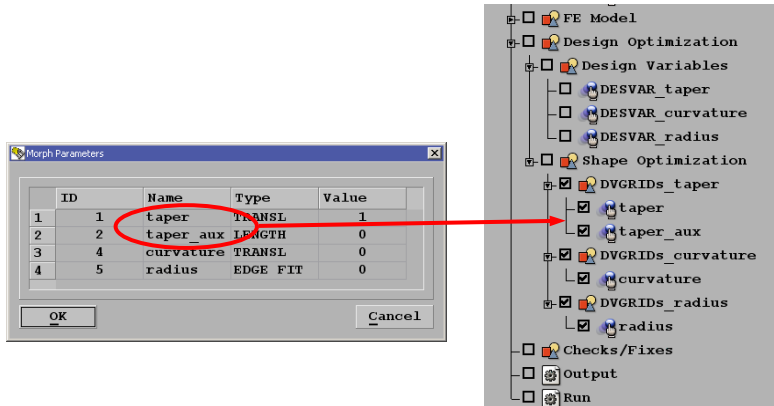 Morph Parameters
ID Name Type Value
1 1 taper TRANSL 1
2 2 taper_aux LENGTH 0
3 4 curvature TRANSL 0
4 5 radius EDGE FIT 0
OK Cancel
FE Model
Design Optimization
Design Variables
DESVAR_taper
DESVAR_curvature
DESVAR_radius
Shape Optimization
DVGRIDs_taper
taper
taper_aux
DVGRIDs_curvature
curvature
DVGRIDs_radius
radius
Checks/Fixes
Output
Run